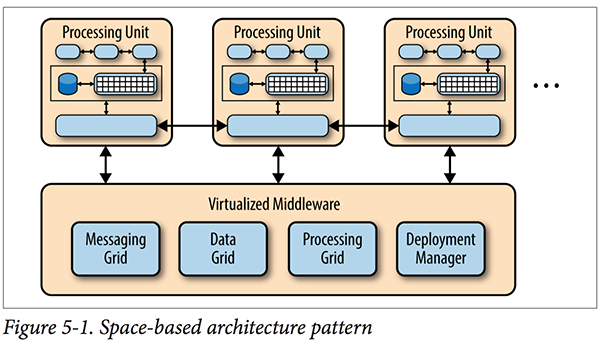 Processing Unit
Processing Unit
Processing Unit
...
Virtualized Middleware
Messaging
Grid
Data
Grid
Processing
Grid
Deployment
Manager
Figure 5-1. Space-based architecture pattern